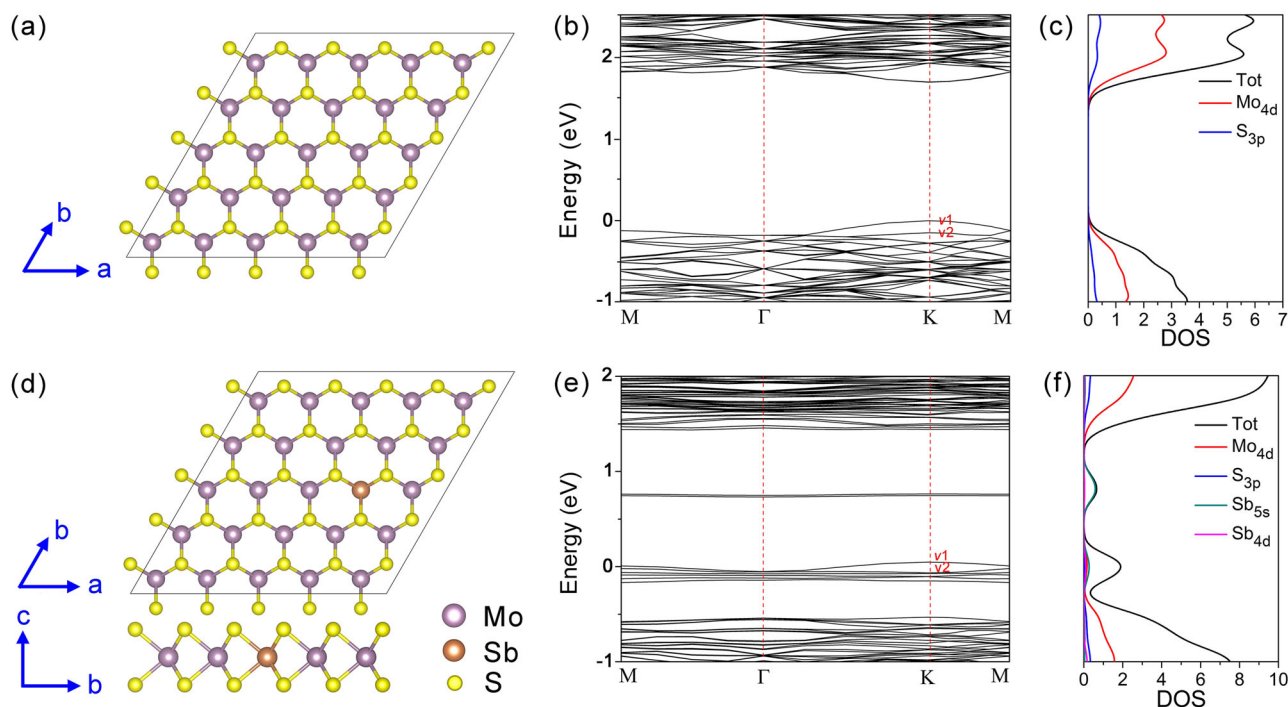 (a)
b
a
(b)
Energy (eV)
2
1
0
-1
v1
v2
M Γ K M
(c)
Tot
Mo4d
S3p
0 1 2 3 4 5 6 7
DOS
(d)
b
a
c
b
Mo
Sb
S
(e)
Energy (eV)
2
1
0
-1
v1
v2
M Γ K M
(f)
Tot
Mo4d
S3p
Sb5s
Sb4d
0 2 4 6 8 10
DOS